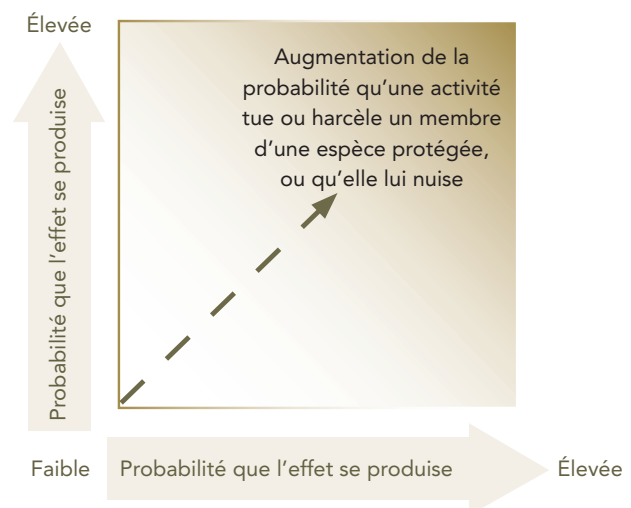 Élevée
Augmentation de la
probabilité qu'une activité
tue ou harcèle un membre
d'une espèce protégée,
ou qu'elle lui nuise
Probabilité que l'effet se produise
Faible
Probabilité que l'effet se produise
Élevée